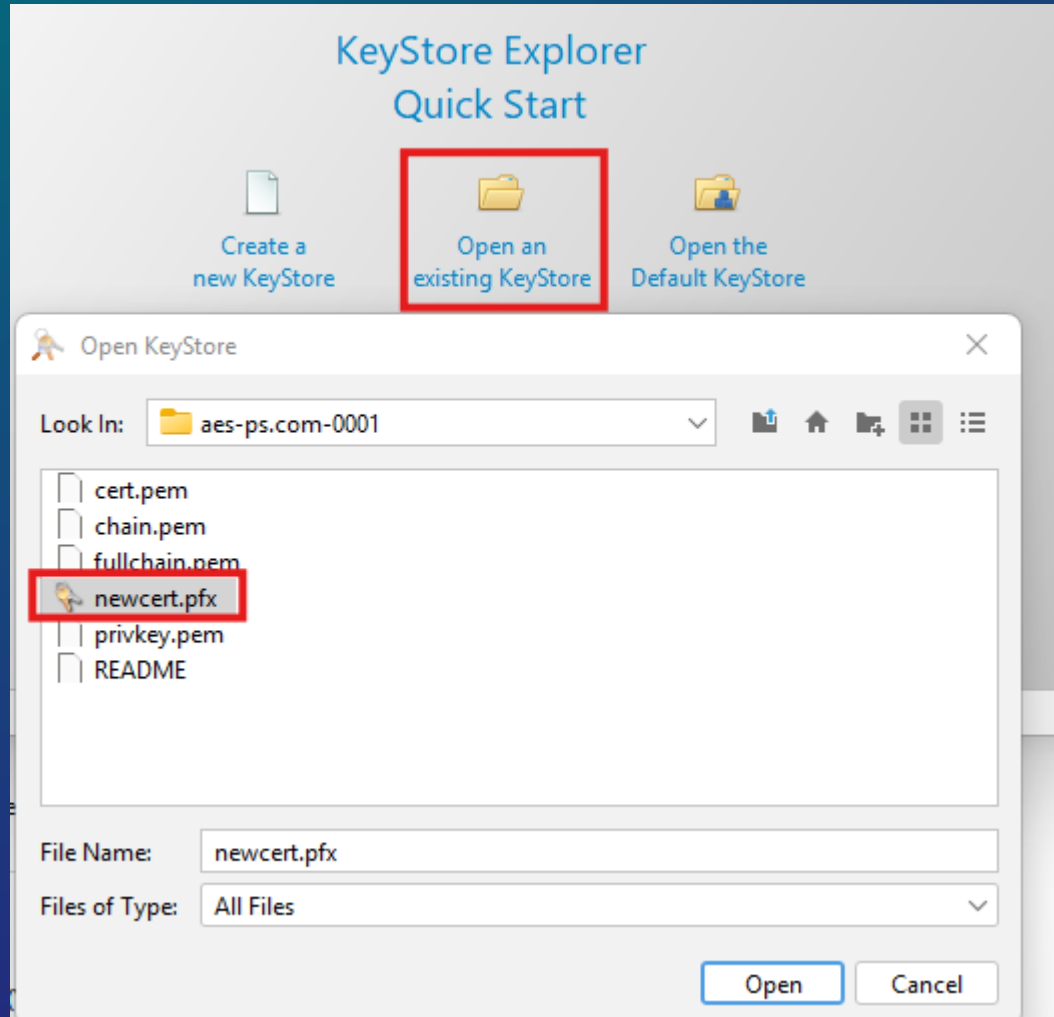 KeyStore Explorer
Quick Start
Create a
new KeyStore
Open an
existing KeyStore
Open the
Default KeyStore
Open KeyStore
Look In:
aes-ps.com-0001
cert.pem
chain.pem
fullchain.pem
newcert.pfx
privkey.pem
README
File Name:
newcert.pfx
Files of Type:
All Files
Open
Cancel